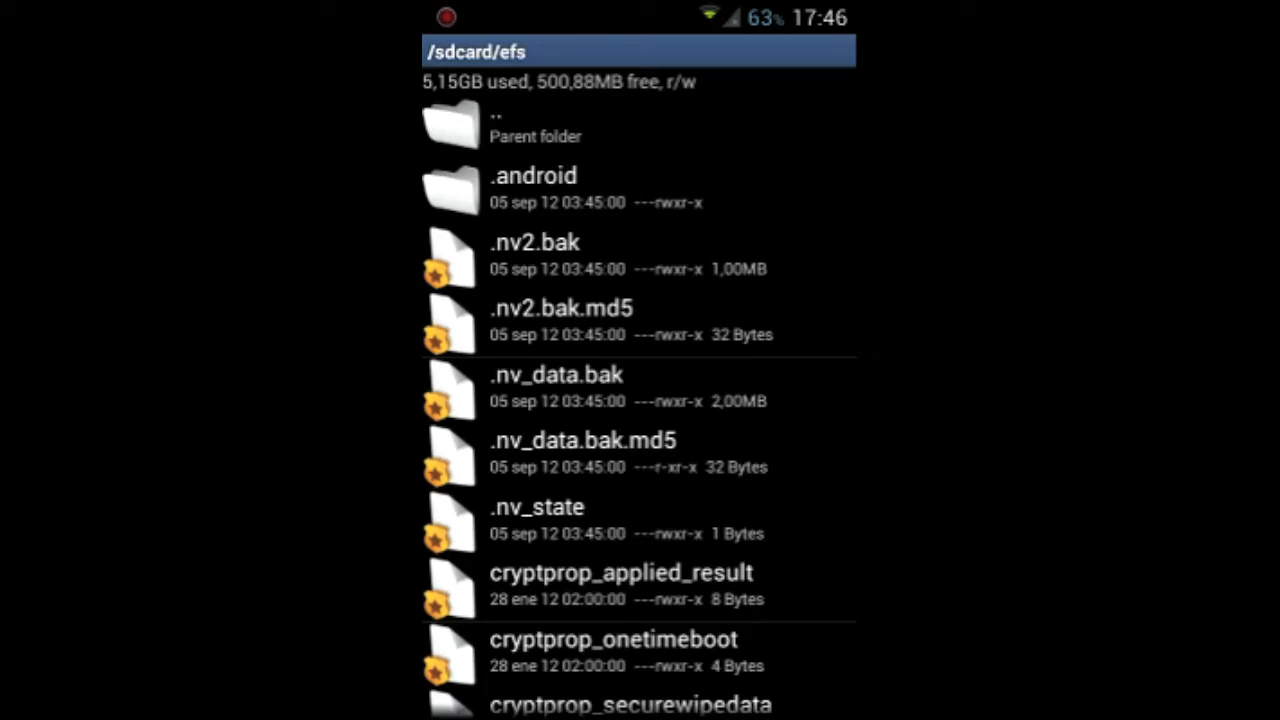 63% 17:46
/sdcard/efs
5,15GB used, 500,88MB free, r/w
..
Parent folder
.android
05 sep 12 03:45:00 ---rwxr-x
.nv2.bak
05 sep 12 03:45:00 ---rwxr-x 1,00MB
.nv2.bak.md5
05 sep 12 03:45:00 ---rwxr-x 32 Bytes
.nv_data.bak
05 sep 12 03:45:00 ---rwxr-x 2,00MB
.nv_data.bak.md5
05 sep 12 03:45:00 ---r-xr-x 32 Bytes
.nv_state
05 sep 12 03:45:00 ---rwxr-x 1 Bytes
cryptprop_applied_result
28 ene 12 02:00:00 ---rwxr-x 8 Bytes
cryptprop_onetimeboot
28 ene 12 02:00:00 ---rwxr-x 4 Bytes
cryptprop_securewipedata